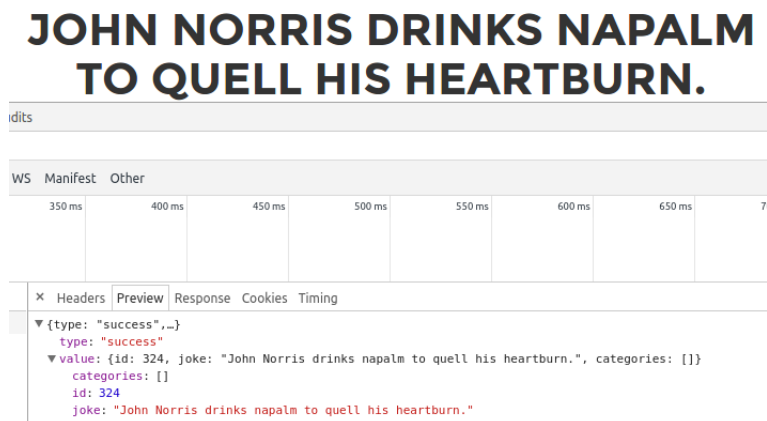 JOHN NORRIS DRINKS NAPALM
TO QUELL HIS HEARTBURN.
udits
WS Manifest Other
350 ms 400 ms 450 ms 500 ms 550 ms 600 ms 650 ms 7
× Headers Preview Response Cookies Timing
▼{type: "success",…}
type: "success"
▼value: {id: 324, joke: "John Norris drinks napalm to quell his heartburn.", categories: []}
categories: []
id: 324
joke: "John Norris drinks napalm to quell his heartburn."